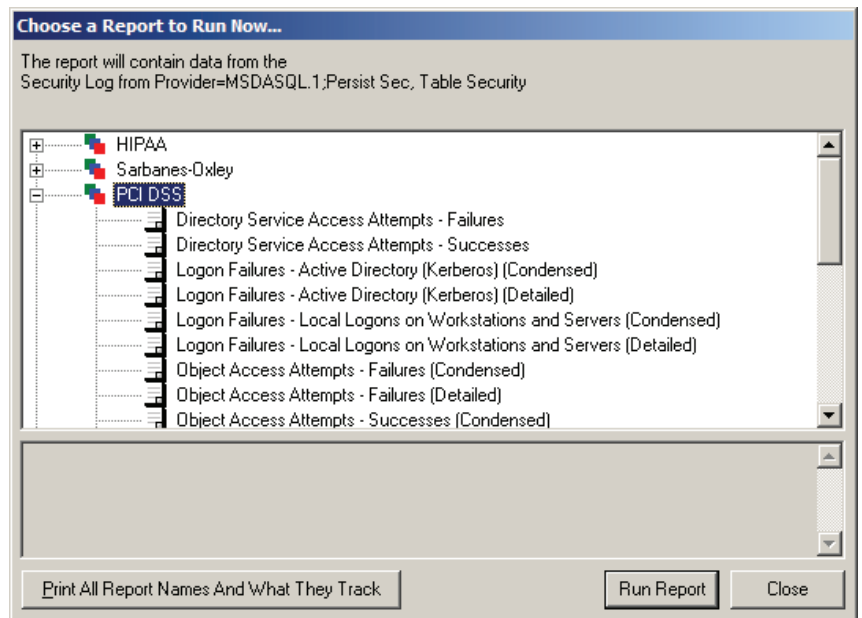 Choose a Report to Run Now...
The report will contain data from the
Security Log from Provider=MSDASQL.1;Persist Sec, Table Security
HIPAA
Sarbanes-Oxley
PCI DSS
Directory Service Access Attempts - Failures
Directory Service Access Attempts - Successes
Logon Failures - Active Directory (Kerberos) (Condensed)
Logon Failures - Active Directory (Kerberos) (Detailed)
Logon Failures - Local Logons on Workstations and Servers (Condensed)
Logon Failures - Local Logons on Workstations and Servers (Detailed)
Object Access Attempts - Failures (Condensed)
Object Access Attempts - Failures (Detailed)
Object Access Attempts - Successes (Condensed)
Print All Report Names And What They Track
Run Report
Close